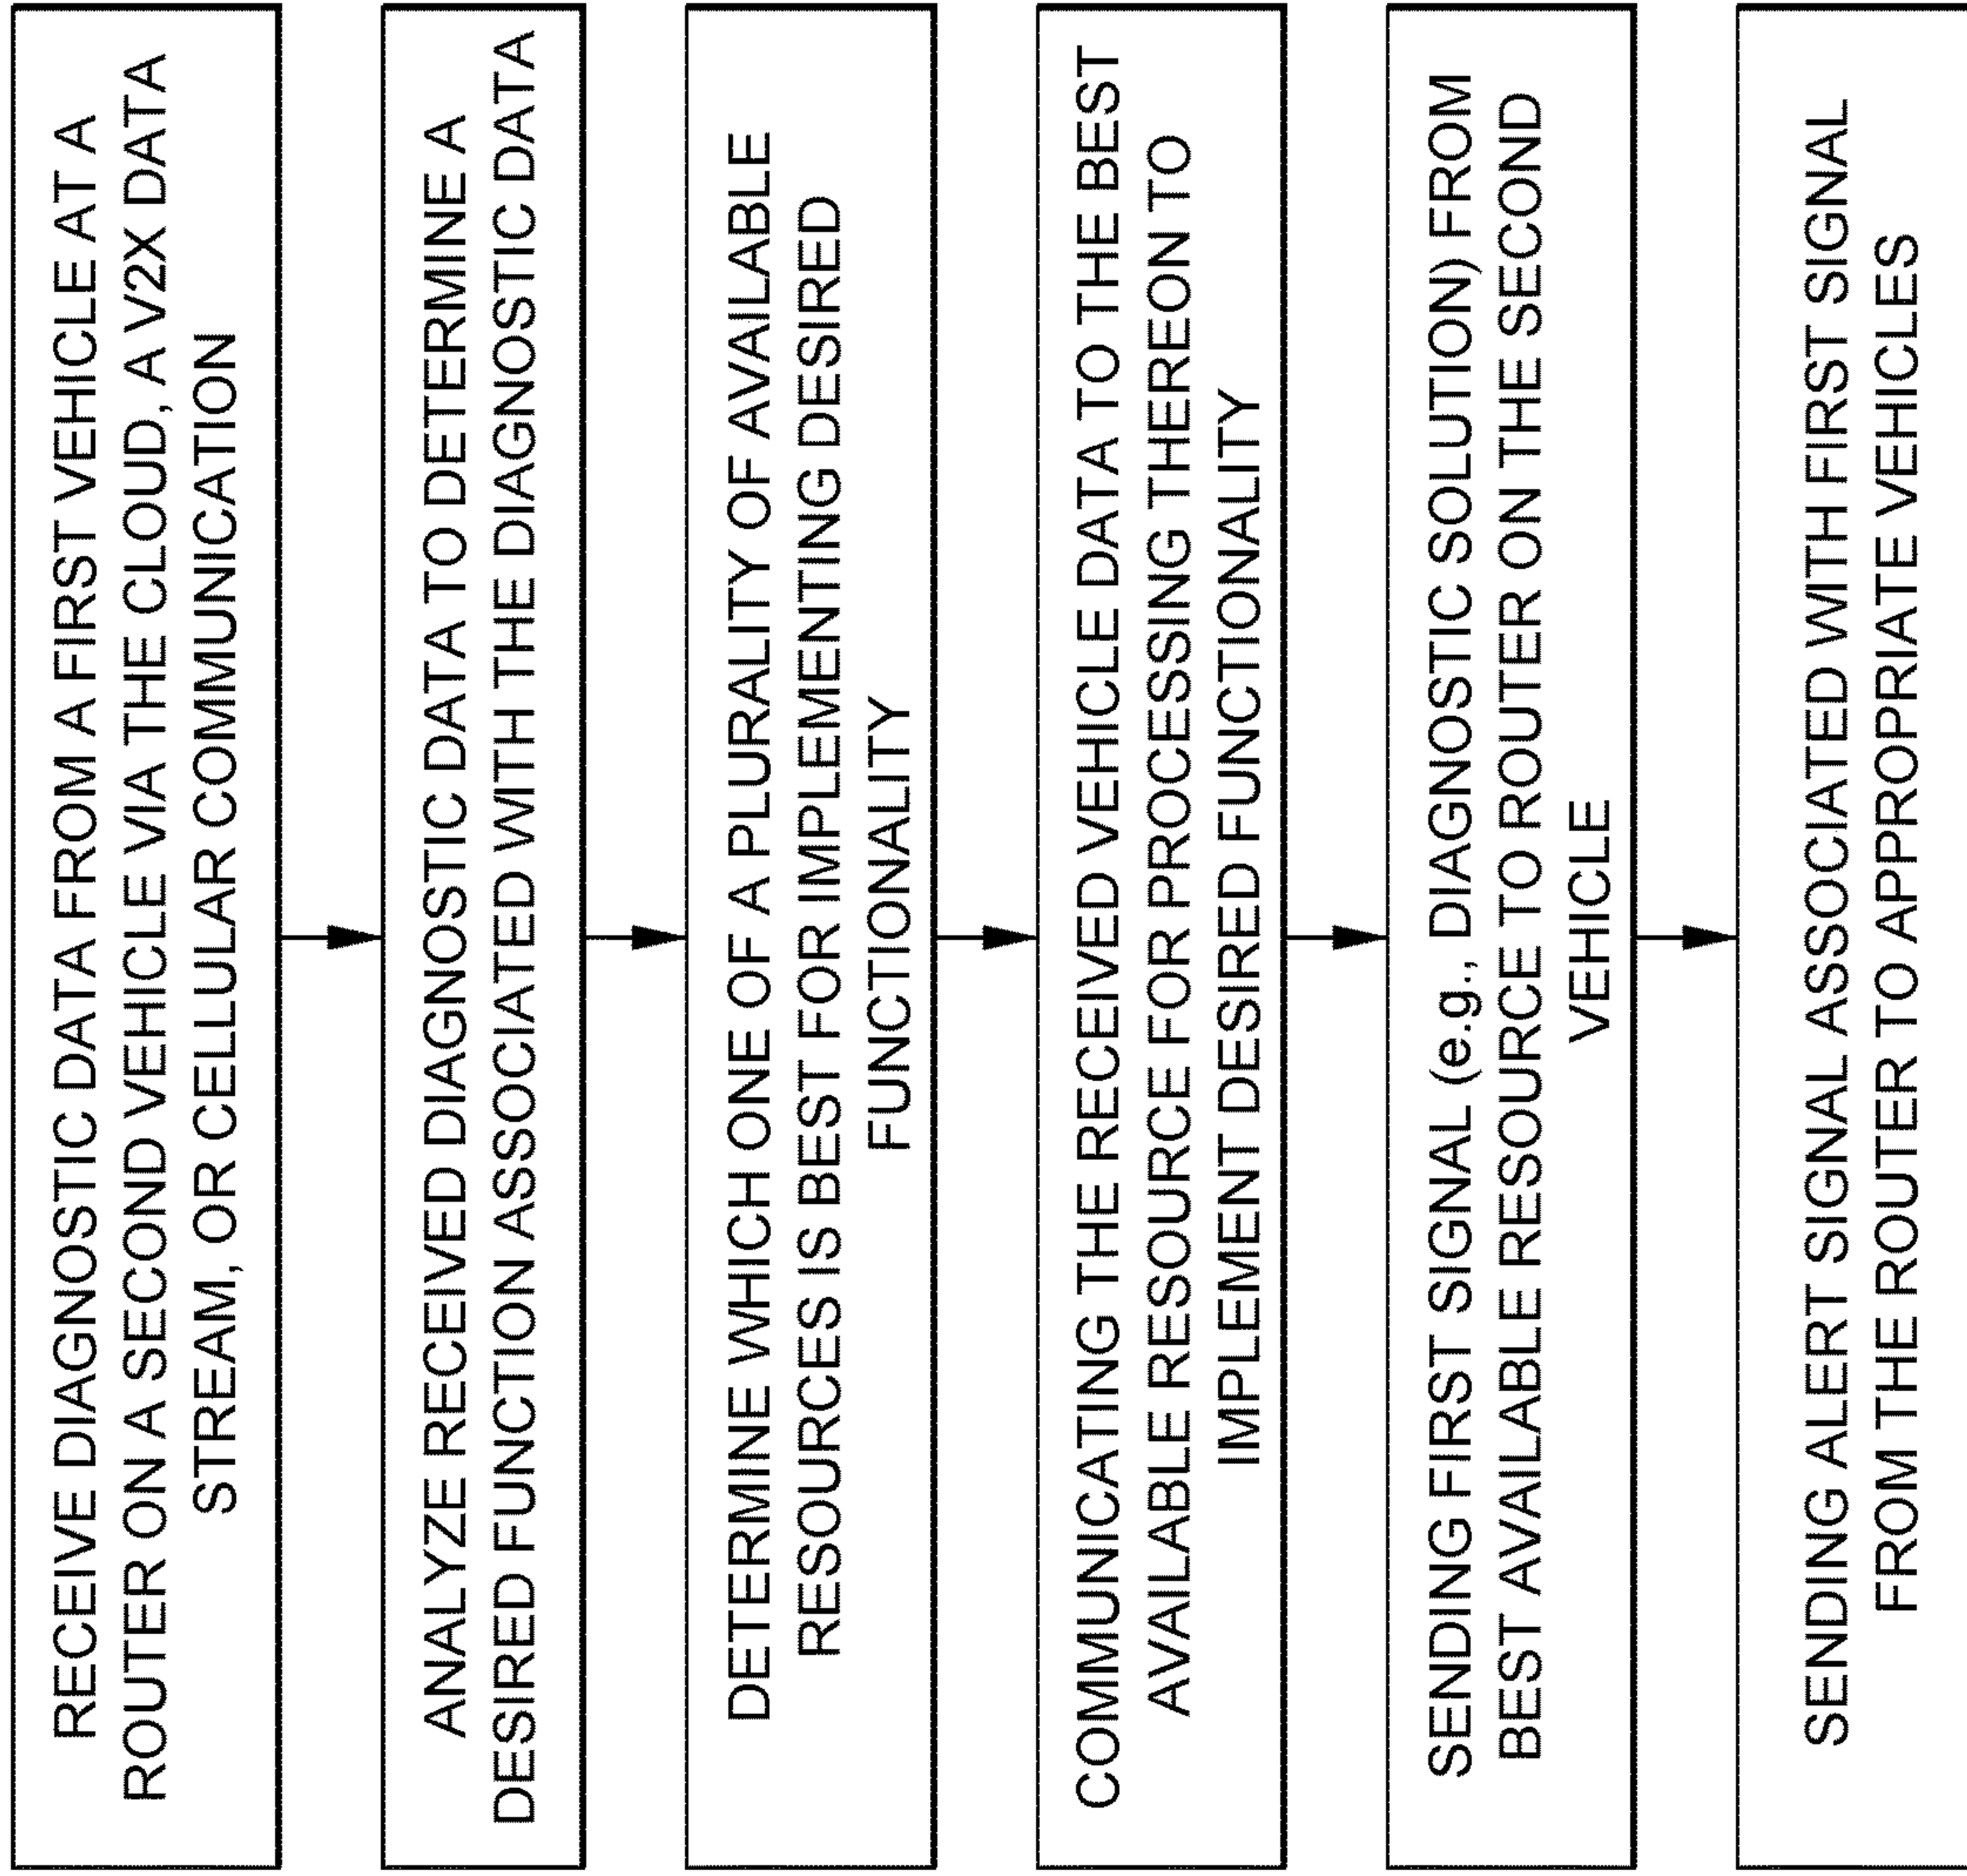 RECEIVE DIAGNOSTIC DATA FROM A FIRST VEHICLE AT A
ROUTER ON A SECOND VEHICLE VIA THE CLOUD, A V2X DATA
STREAM, OR CELLULAR COMMUNICATION
ANALYZE RECEIVED DIAGNOSTIC DATA TO DETERMINE A
DESIRED FUNCTION ASSOCIATED WITH THE DIAGNOSTIC DATA
DETERMINE WHICH ONE OF A PLURALITY OF AVAILABLE
RESOURCES IS BEST FOR IMPLEMENTING DESIRED
FUNCTIONALITY
COMMUNICATING THE RECEIVED VEHICLE DATA TO THE BEST
AVAILABLE RESOURCE FOR PROCESSING THEREON TO
IMPLEMENT DESIRED FUNCTIONALITY
SENDING FIRST SIGNAL (e.g., DIAGNOSTIC SOLUTION) FROM
BEST AVAILABLE RESOURCE TO ROUTER ON THE SECOND
VEHICLE
SENDING ALERT SIGNAL ASSOCIATED WITH FIRST SIGNAL
FROM THE ROUTER TO APPROPRIATE VEHICLES